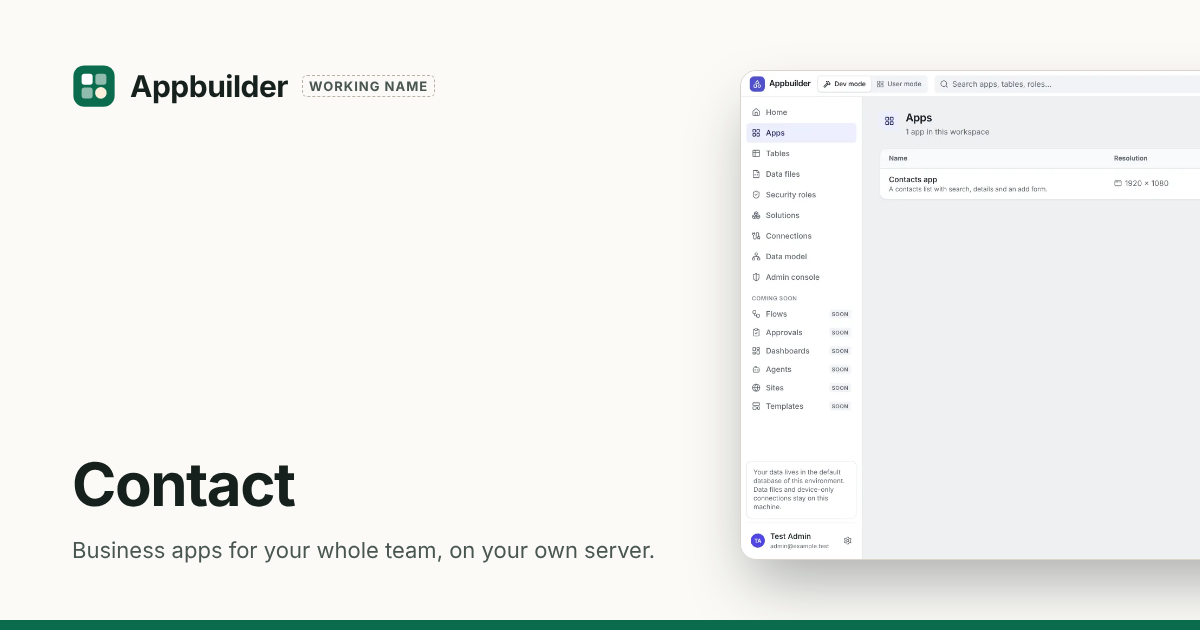 Appbuilder WORKING NAME
Contact
Business apps for your whole team, on your own server.
Appbuilder Dev mode User mode Search apps, tables, roles...
Home
Apps
Tables
Data files
Security roles
Solutions
Connections
Data model
Admin console
COMING SOON
Flows SOON
Approvals SOON
Dashboards SOON
Agents SOON
Sites SOON
Templates SOON
Your data lives in the default
database of this environment.
Data files and device-only
connections stay on this
machine.
TA Test Admin
admin@example.test
Apps
1 app in this workspace
Name Resolution
Contacts app
A contacts list with search, details and an add form.
1920 × 1080